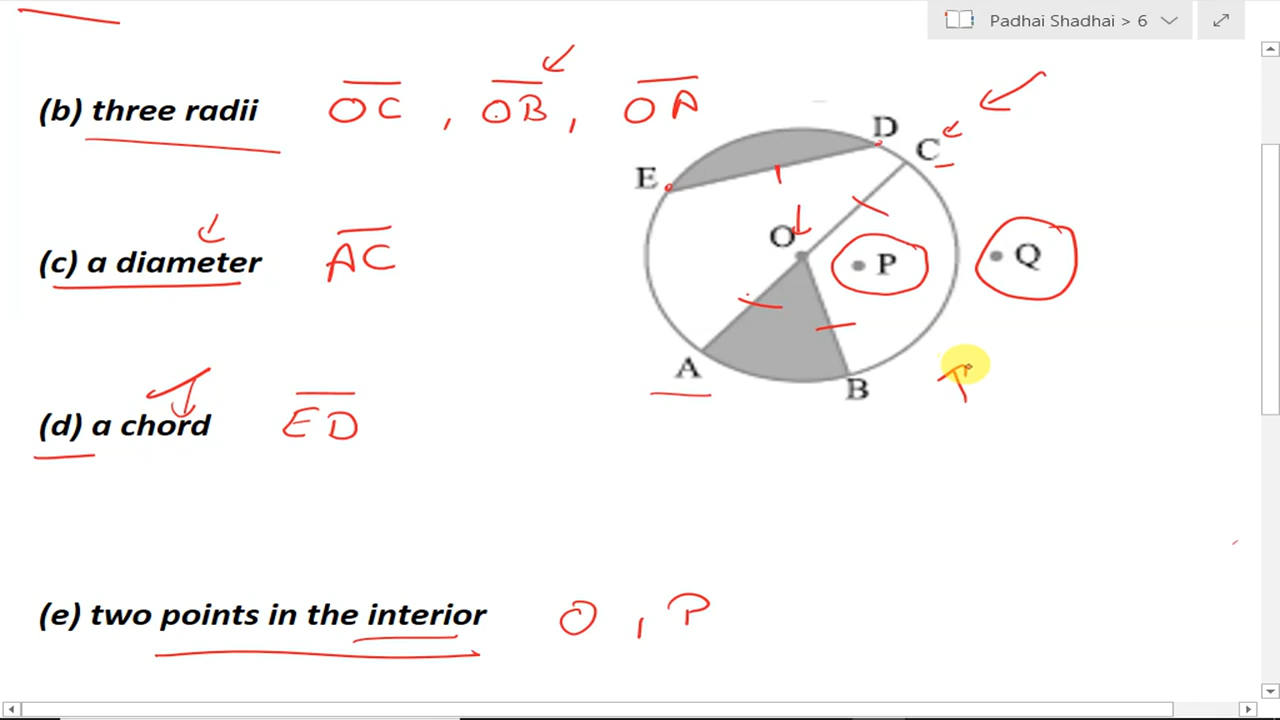 Padhai Shadhai > 6
(b) three radii OC , OB , OA
D
C
E
(c) a diameter AC
O
P
Q
A
B
(d) a chord ED
(e) two points in the interior O , P